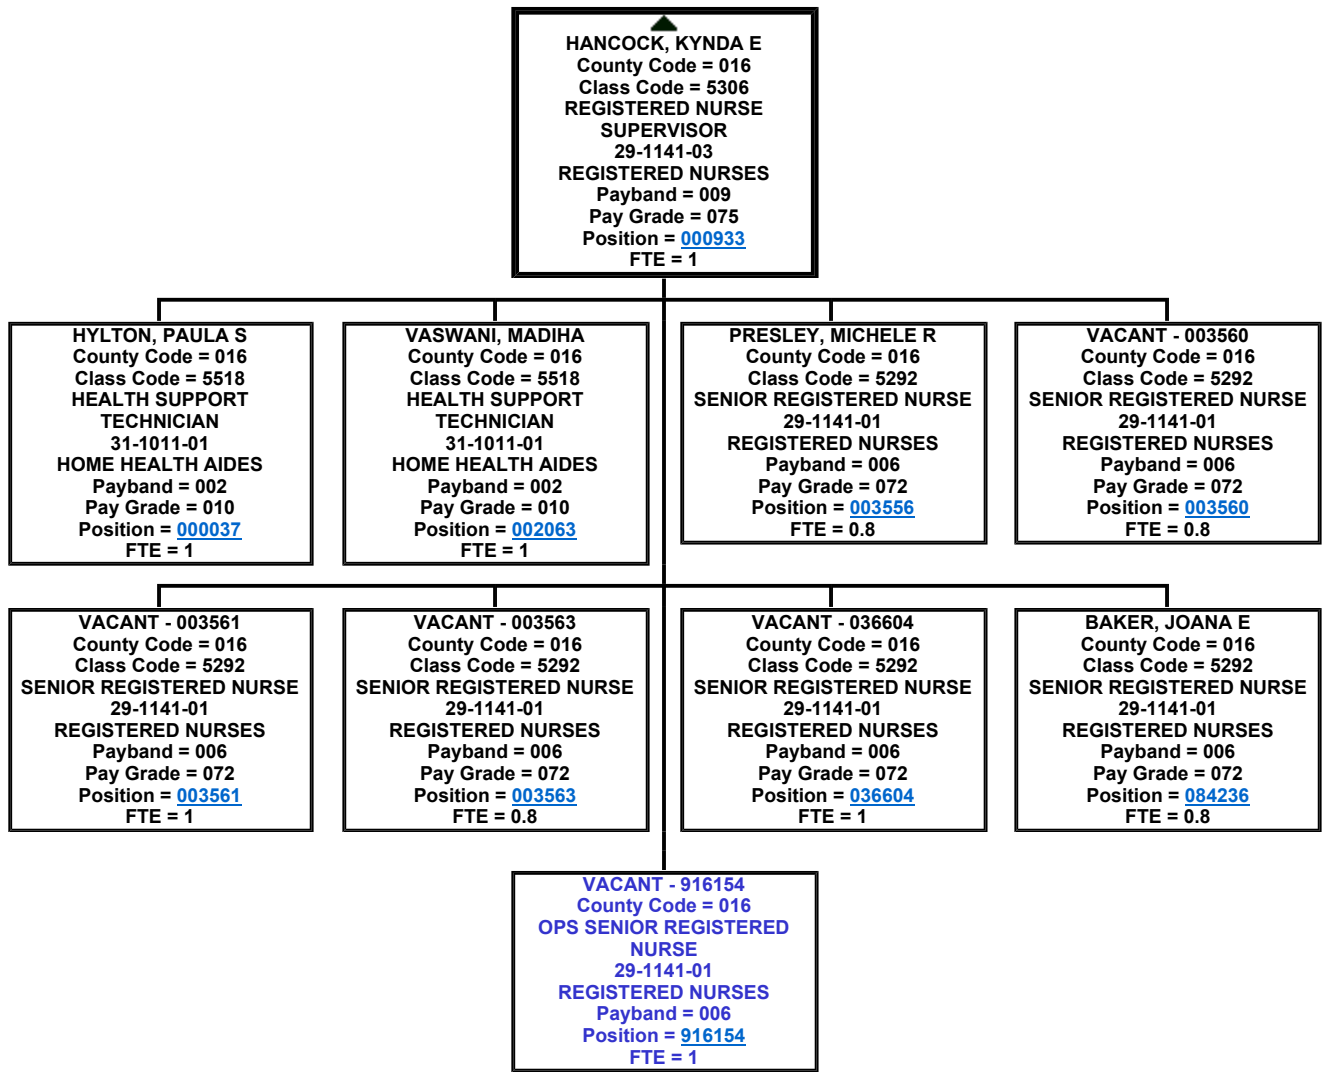 HANCOCK, KYNDA E
County Code = 016
Class Code = 5306
REGISTERED NURSE
SUPERVISOR
29-1141-03
REGISTERED NURSES
Payband = 009
Pay Grade = 075
Position = 000933
FTE = 1
HYLTON, PAULA S
County Code = 016
Class Code = 5518
HEALTH SUPPORT
TECHNICIAN
31-1011-01
HOME HEALTH AIDES
Payband = 002
Pay Grade = 010
Position = 000037
FTE = 1
VASWANI, MADIHA
County Code = 016
Class Code = 5518
HEALTH SUPPORT
TECHNICIAN
31-1011-01
HOME HEALTH AIDES
Payband = 002
Pay Grade = 010
Position = 002063
FTE = 1
PRESLEY, MICHELE R
County Code = 016
Class Code = 5292
SENIOR REGISTERED NURSE
29-1141-01
REGISTERED NURSES
Payband = 006
Pay Grade = 072
Position = 003556
FTE = 0.8
VACANT - 003560
County Code = 016
Class Code = 5292
SENIOR REGISTERED NURSE
29-1141-01
REGISTERED NURSES
Payband = 006
Pay Grade = 072
Position = 003560
FTE = 0.8
VACANT - 003561
County Code = 016
Class Code = 5292
SENIOR REGISTERED NURSE
29-1141-01
REGISTERED NURSES
Payband = 006
Pay Grade = 072
Position = 003561
FTE = 1
VACANT - 003563
County Code = 016
Class Code = 5292
SENIOR REGISTERED NURSE
29-1141-01
REGISTERED NURSES
Payband = 006
Pay Grade = 072
Position = 003563
FTE = 0.8
VACANT - 036604
County Code = 016
Class Code = 5292
SENIOR REGISTERED NURSE
29-1141-01
REGISTERED NURSES
Payband = 006
Pay Grade = 072
Position = 036604
FTE = 1
BAKER, JOANA E
County Code = 016
Class Code = 5292
SENIOR REGISTERED NURSE
29-1141-01
REGISTERED NURSES
Payband = 006
Pay Grade = 072
Position = 084236
FTE = 0.8
VACANT - 916154
County Code = 016
OPS SENIOR REGISTERED
NURSE
29-1141-01
REGISTERED NURSES
Payband = 006
Position = 916154
FTE = 1